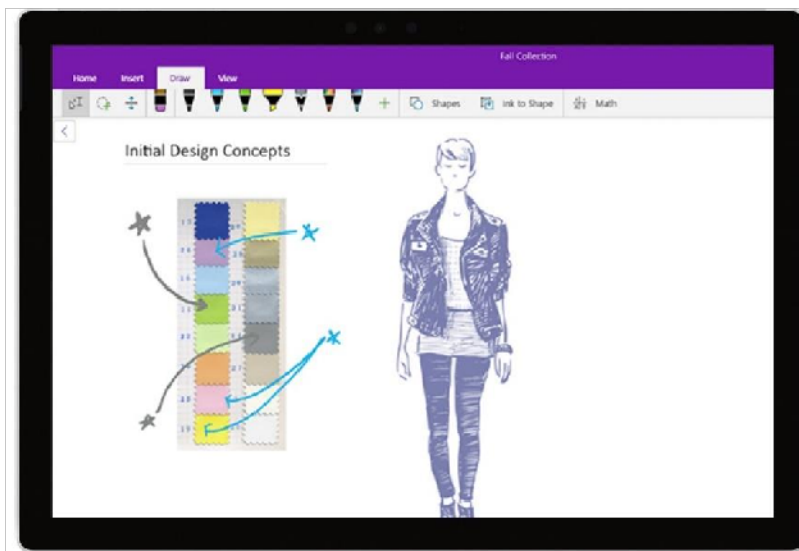 Fall Collection
Home Insert Draw View
Shapes Ink to Shape Math
Initial Design Concepts